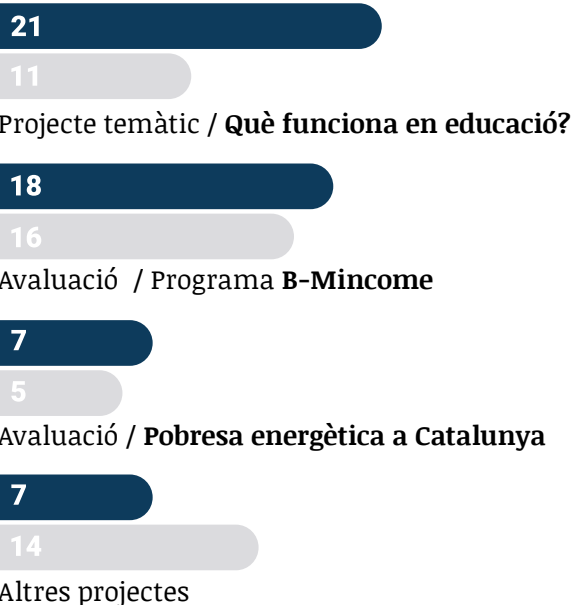 21
11
Projecte temàtic / Què funciona en educació?
18
16
Avaluació / Programa B-Mincome
7
5
Avaluació / Pobresa energètica a Catalunya
7
14
Altres projectes